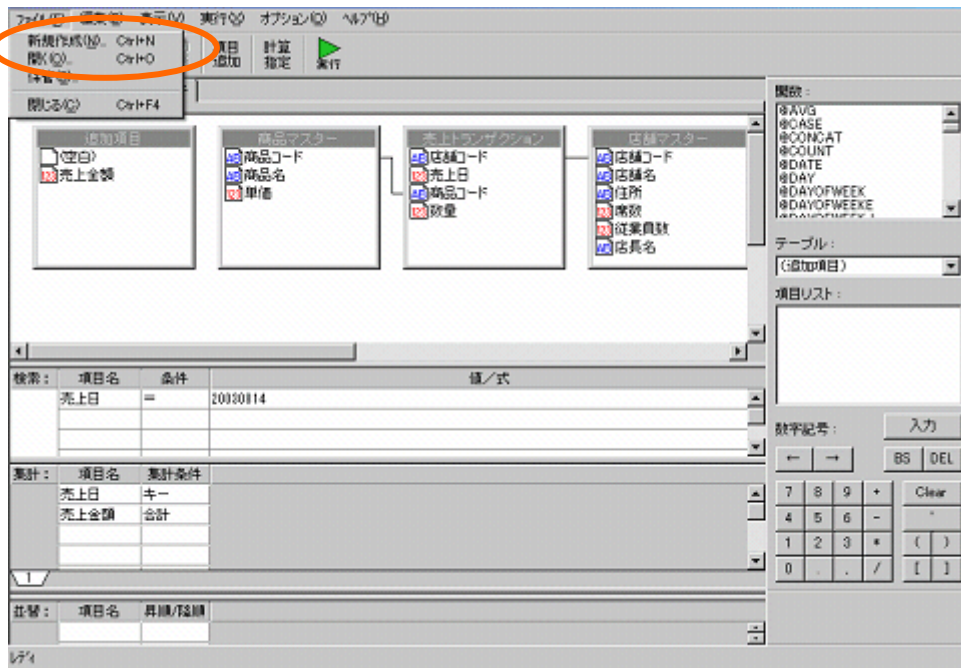 ファイル(F) 編集(E) 表示(V) 実行(X) オプション(O) ヘルプ(H)
新規作成(N)... Ctrl+N
開く(O)... Ctrl+O
保管(S)...
閉じる(C) Ctrl+F4
項目追加
計算指定
実行
追加項目
(空白)
売上金額
商品マスター
商品コード
商品名
単価
売上トランザクション
店舗コード
売上日
商品コード
数量
店舗マスター
店舗コード
店舗名
住所
席数
従業員数
店長名
関数:
@AVG
@CASE
@CONCAT
@COUNT
@DATE
@DAY
@DAYOFWEEK
@DAYOFWEEKE
テーブル:
(追加項目)
項目リスト:
検索: 項目名 条件 値/式
売上日 = 20030814
集計: 項目名 集計条件
売上日 キー
売上金額 合計
1
並替: 項目名 昇順/降順
数字記号: 入力
← → BS DEL
7 8 9 + Clear
4 5 6 -
1 2 3 * ( )
0 . / [ ]
レディ